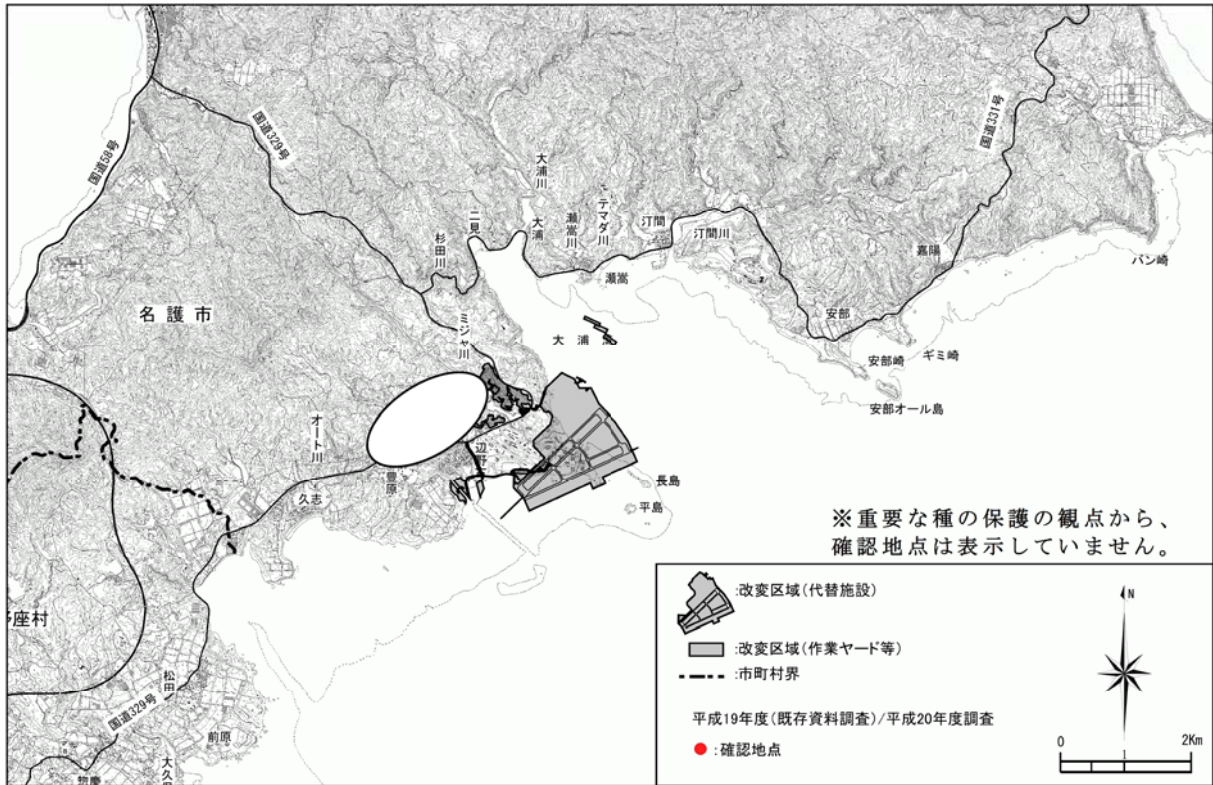 国道58号
国道329号
国道331号
大浦川
二見
大浦
杉田川
瀬嵩川
テマダ川
汀間
汀間川
瀬嵩
嘉陽
バン崎
名護市
ミジャ川
安部
安部崎
ギミ崎
安部オール島
オート川
辺野
豊原
久志
長島
平島
※重要な種の保護の観点から、
確認地点は表示していません。
座村
松田
国道329号
前原
大久
惣慶
:改変区域(代替施設)
:改変区域(作業ヤード等)
:市町村界
平成19年度(既存資料調査)/平成20年度調査
:確認地点
N
0 1 2Km